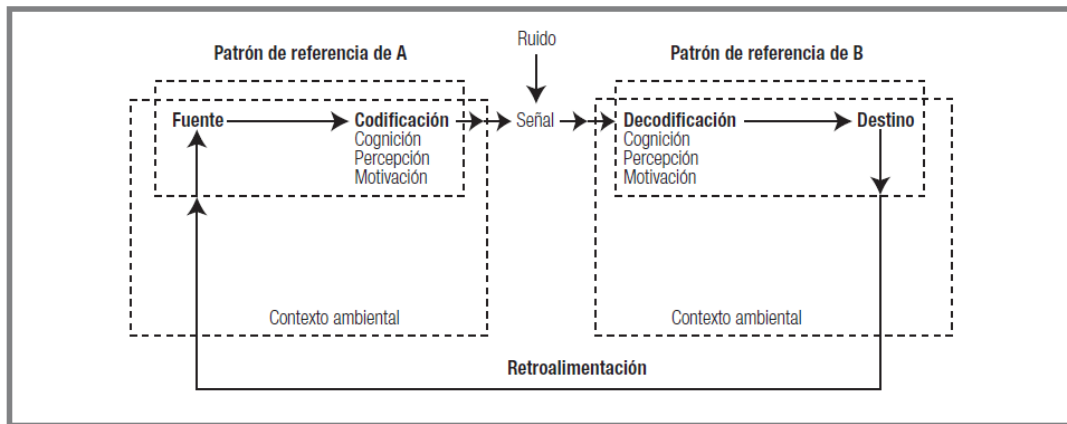 Ruido
Patrón de referencia de A
Patrón de referencia de B
Fuente
Codificación
Cognición
Percepción
Motivación
Señal
Decodificación
Cognición
Percepción
Motivación
Destino
Contexto ambiental
Contexto ambiental
Retroalimentación